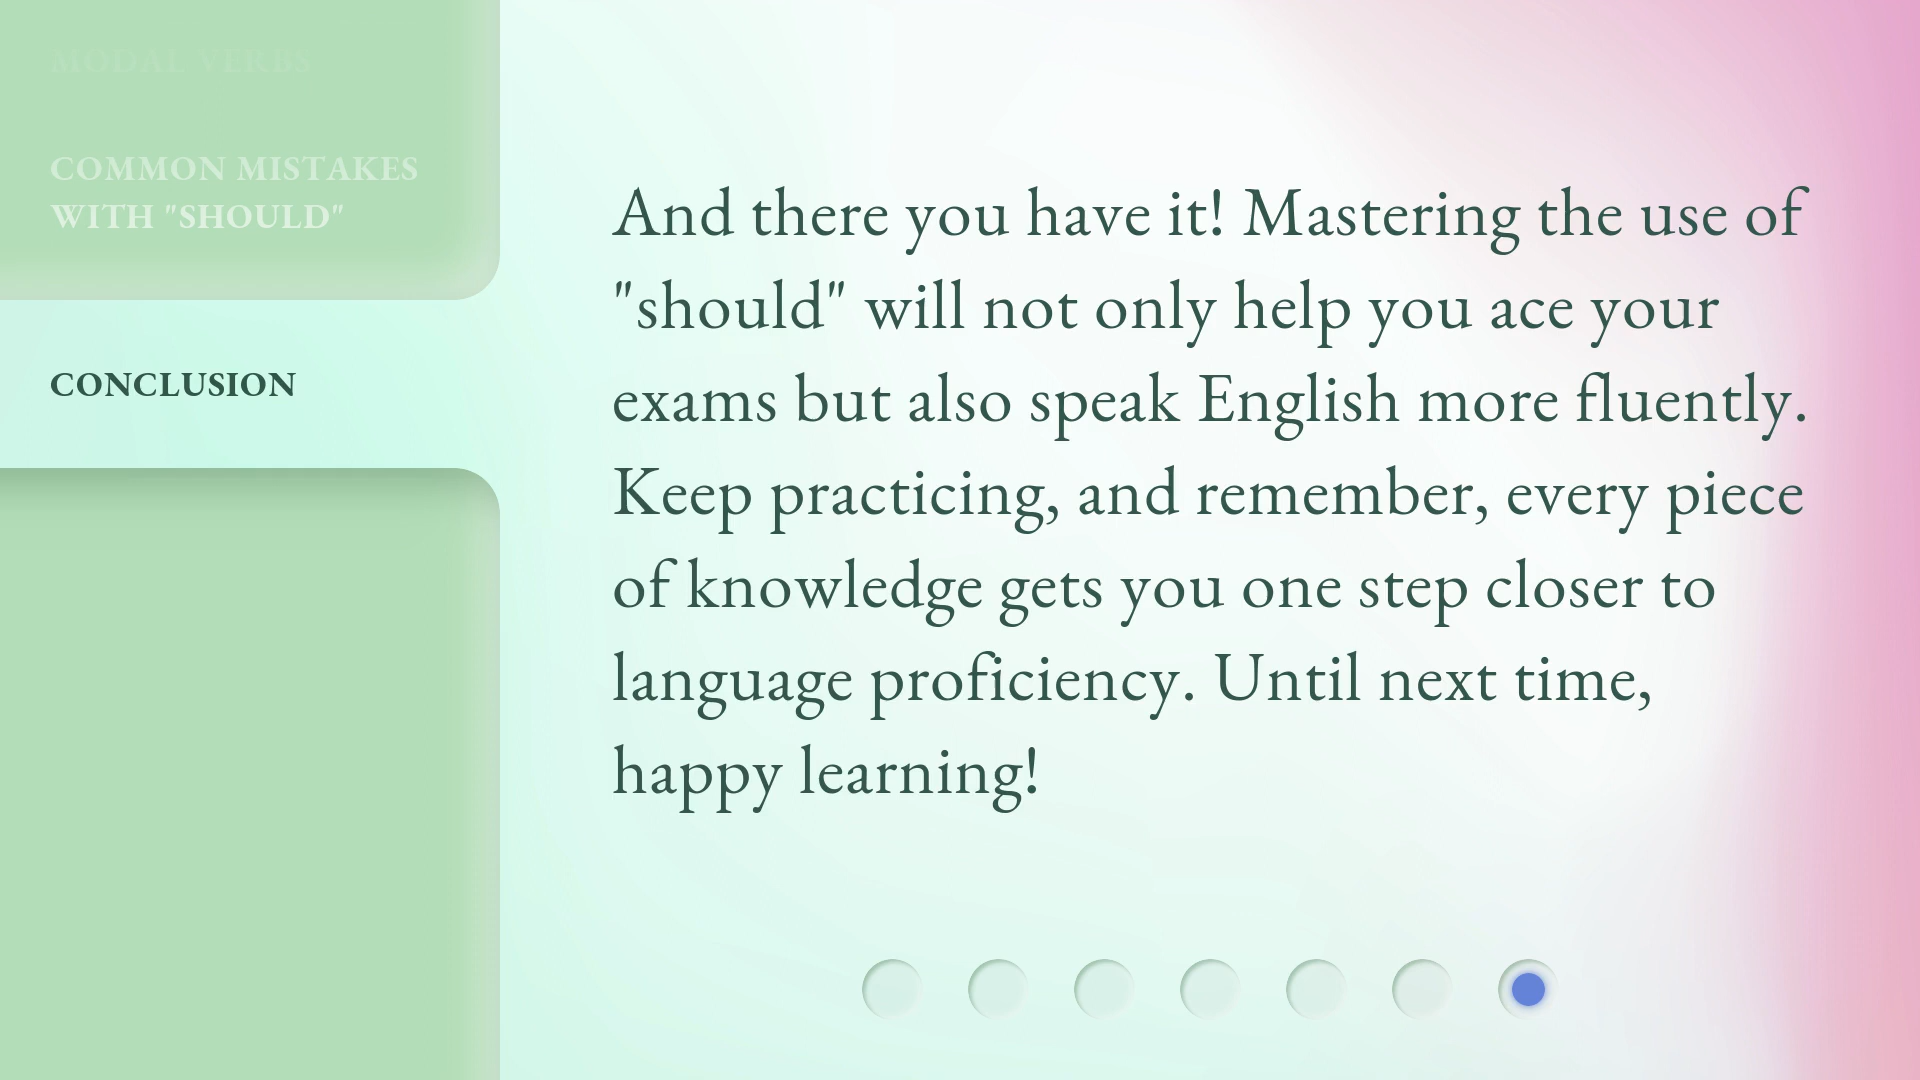 MODAL VERBS
COMMON MISTAKES
WITH "SHOULD"
CONCLUSION
And there you have it! Mastering the use of
"should" will not only help you ace your
exams but also speak English more fluently.
Keep practicing, and remember, every piece
of knowledge gets you one step closer to
language proficiency. Until next time,
happy learning!